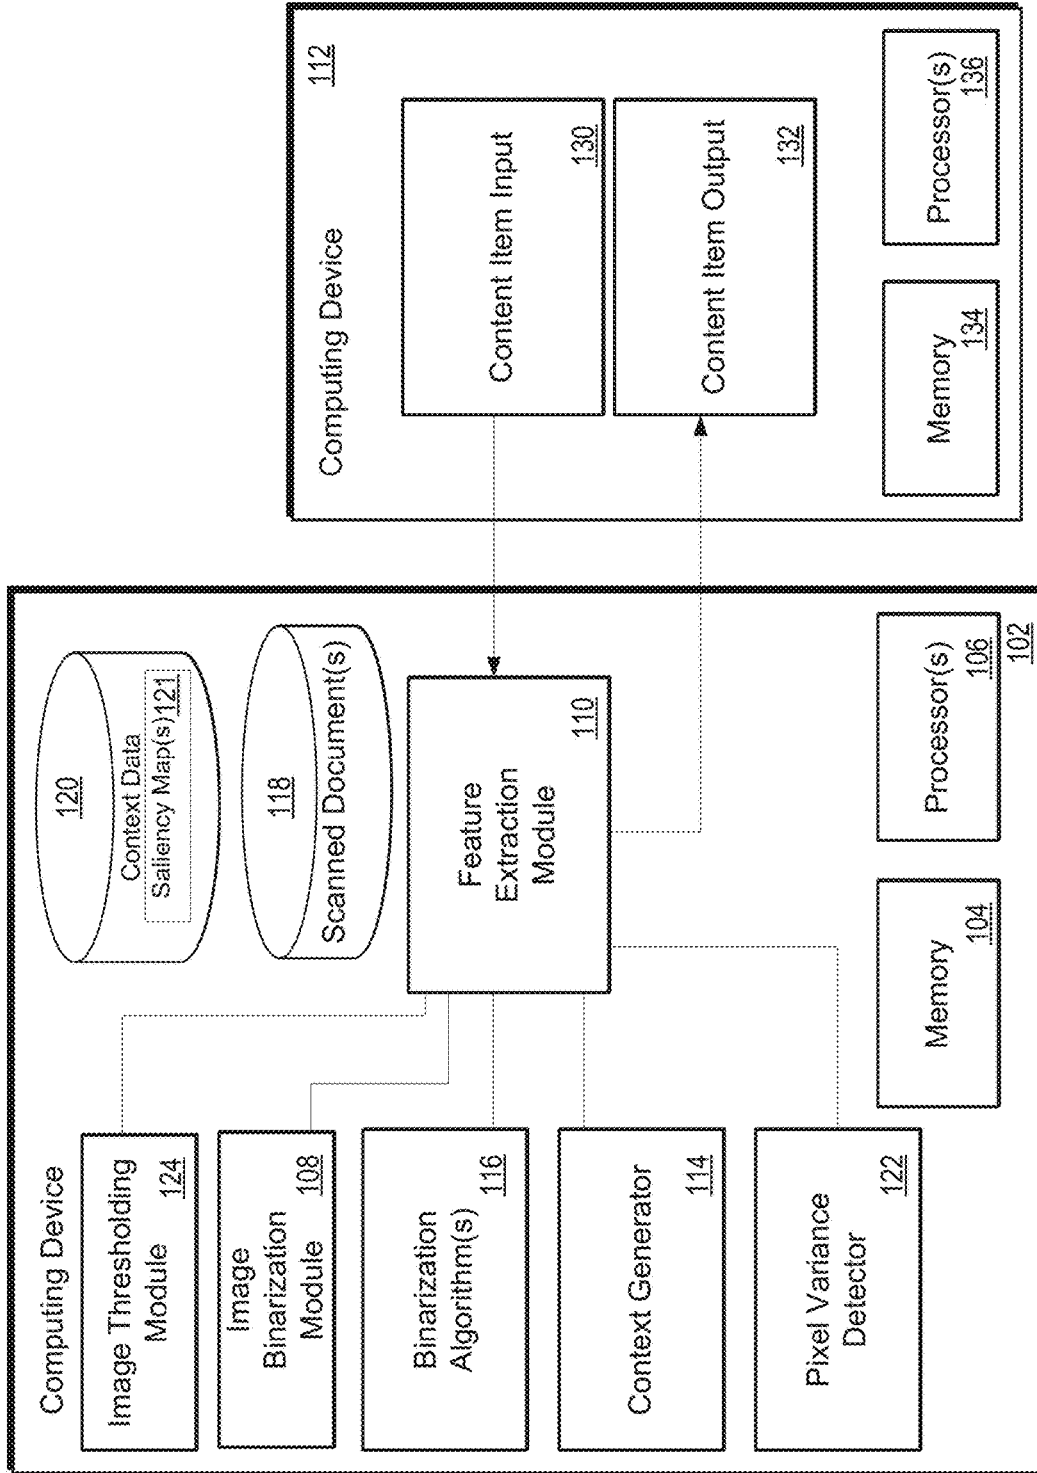 Computing Device
Image Thresholding
Module
124
Image
Binarization
Module
108
Binarization
Algorithm(s)
116
Context Generator
114
Pixel Variance
Detector
122
120
Context Data
Saliency Map(s)121
118
Scanned Document(s)
Feature
Extraction
Module
110
Memory
104
Processor(s)
106
102
Computing Device
112
Content Item Input
130
Content Item Output
132
Memory
134
Processor(s)
136